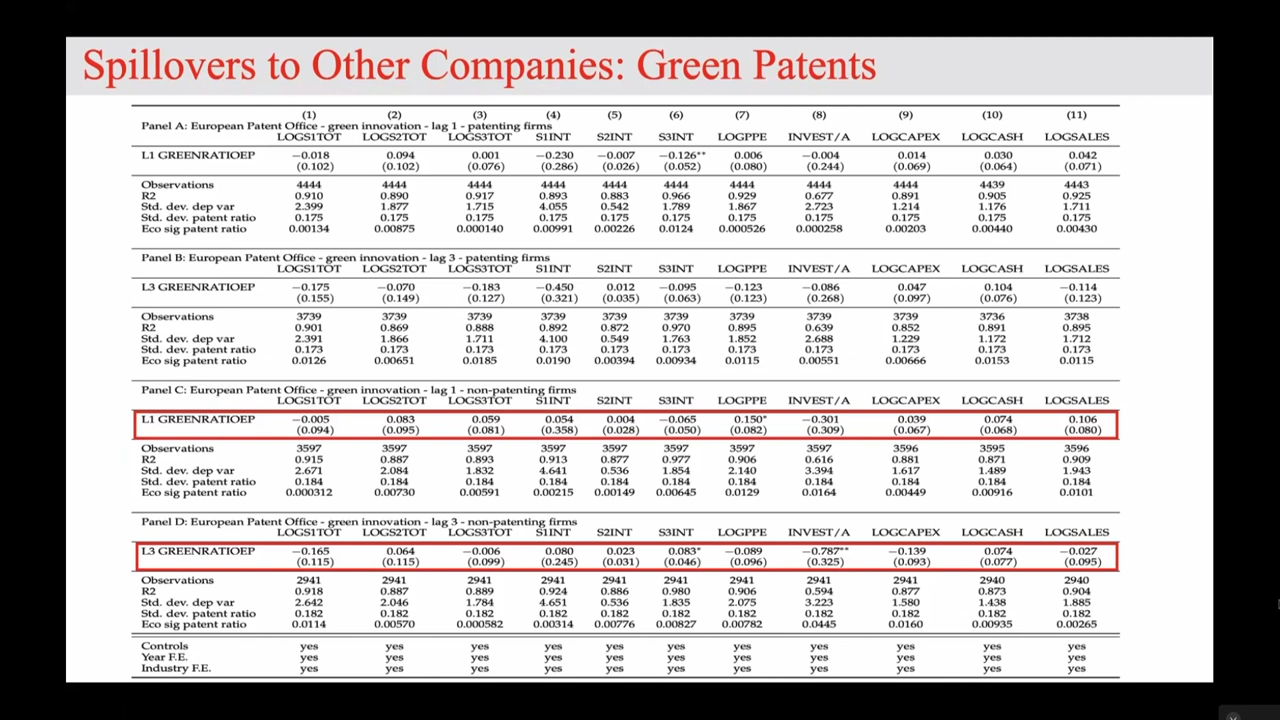 Spillovers to Other Companies: Green Patents
(1) (2) (3) (4) (5) (6) (7) (8) (9) (10) (11)
Panel A: European Patent Office - green innovation - lag 1 - patenting firms
LOGS1TOT LOGS2TOT LOGS3TOT S1INT S2INT S3INT LOGPPE INVEST/A LOGCAPEX LOGCASH LOGSALES
L1 GREENRATIOEP −0.018 0.094 0.001 −0.230 −0.007 −0.126** 0.006 −0.004 0.014 0.030 0.042
(0.102) (0.102) (0.076) (0.286) (0.026) (0.052) (0.080) (0.244) (0.069) (0.064) (0.071)
Observations 4444 4444 4444 4444 4444 4444 4444 4444 4444 4439 4443
R2 0.910 0.890 0.917 0.893 0.883 0.966 0.929 0.677 0.891 0.905 0.925
Std. dev. dep var 2.399 1.877 1.715 4.055 0.542 1.789 1.867 2.723 1.214 1.176 1.711
Std. dev. patent ratio 0.175 0.175 0.175 0.175 0.175 0.175 0.175 0.175 0.175 0.175 0.175
Eco sig patent ratio 0.00134 0.00875 0.000140 0.00991 0.00226 0.0124 0.000526 0.000258 0.00203 0.00440 0.00430
Panel B: European Patent Office - green innovation - lag 3 - patenting firms
LOGS1TOT LOGS2TOT LOGS3TOT S1INT S2INT S3INT LOGPPE INVEST/A LOGCAPEX LOGCASH LOGSALES
L3 GREENRATIOEP −0.175 −0.070 −0.183 −0.450 0.012 −0.095 −0.123 −0.086 0.047 0.104 −0.114
(0.155) (0.149) (0.127) (0.321) (0.035) (0.063) (0.123) (0.268) (0.097) (0.076) (0.123)
Observations 3739 3739 3739 3739 3739 3739 3739 3739 3739 3736 3738
R2 0.901 0.869 0.888 0.892 0.872 0.970 0.895 0.639 0.852 0.891 0.895
Std. dev. dep var 2.391 1.866 1.711 4.100 0.549 1.763 1.852 2.688 1.229 1.172 1.712
Std. dev. patent ratio 0.173 0.173 0.173 0.173 0.173 0.173 0.173 0.173 0.173 0.173 0.173
Eco sig patent ratio 0.0126 0.00651 0.0185 0.0190 0.00394 0.00934 0.0115 0.00551 0.00666 0.0153 0.0115
Panel C: European Patent Office - green innovation - lag 1 - non-patenting firms
LOGS1TOT LOGS2TOT LOGS3TOT S1INT S2INT S3INT LOGPPE INVEST/A LOGCAPEX LOGCASH LOGSALES
L1 GREENRATIOEP −0.005 0.083 0.059 0.054 0.004 −0.065 0.150* −0.301 0.039 0.074 0.106
(0.094) (0.095) (0.081) (0.358) (0.028) (0.050) (0.082) (0.309) (0.067) (0.068) (0.080)
Observations 3597 3597 3597 3597 3597 3597 3597 3597 3596 3595 3596
R2 0.915 0.887 0.893 0.913 0.877 0.977 0.906 0.616 0.881 0.871 0.909
Std. dev. dep var 2.671 2.084 1.832 4.641 0.536 1.854 2.140 3.394 1.617 1.489 1.943
Std. dev. patent ratio 0.184 0.184 0.184 0.184 0.184 0.184 0.184 0.184 0.184 0.184 0.184
Eco sig patent ratio 0.000312 0.00730 0.00591 0.00215 0.00149 0.00645 0.0129 0.0164 0.00449 0.00916 0.0101
Panel D: European Patent Office - green innovation - lag 3 - non-patenting firms
LOGS1TOT LOGS2TOT LOGS3TOT S1INT S2INT S3INT LOGPPE INVEST/A LOGCAPEX LOGCASH LOGSALES
L3 GREENRATIOEP −0.165 0.064 −0.006 0.080 0.023 0.083* −0.089 −0.787** −0.139 0.074 −0.027
(0.115) (0.115) (0.099) (0.245) (0.031) (0.046) (0.096) (0.325) (0.093) (0.077) (0.095)
Observations 2941 2941 2941 2941 2941 2941 2941 2941 2941 2940 2940
R2 0.918 0.887 0.889 0.924 0.886 0.980 0.906 0.594 0.877 0.873 0.904
Std. dev. dep var 2.642 2.046 1.784 4.651 0.536 1.835 2.075 3.223 1.580 1.438 1.885
Std. dev. patent ratio 0.182 0.182 0.182 0.182 0.182 0.182 0.182 0.182 0.182 0.182 0.182
Eco sig patent ratio 0.0114 0.00570 0.000582 0.00314 0.00776 0.00827 0.00782 0.0445 0.0160 0.00935 0.00265
Controls yes yes yes yes yes yes yes yes yes yes yes
Year F.E. yes yes yes yes yes yes yes yes yes yes yes
Industry F.E. yes yes yes yes yes yes yes yes yes yes yes